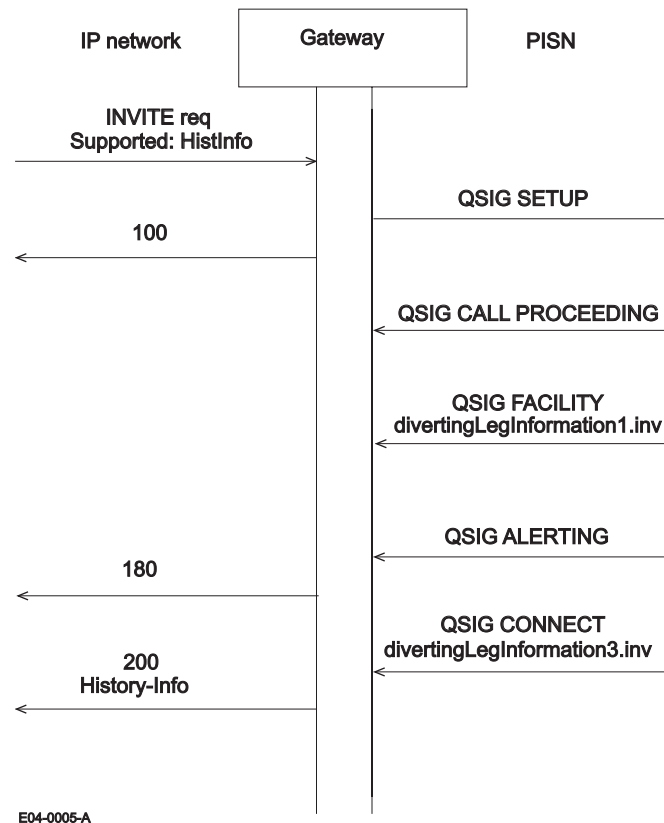 IP network
Gateway
PISN
INVITE req
Supported: HistInfo
QSIG SETUP
100
QSIG CALL PROCEEDING
QSIG FACILITY
divertingLegInformation1.inv
QSIG ALERTING
180
QSIG CONNECT
divertingLegInformation3.inv
200
History-Info
E04-0005-A